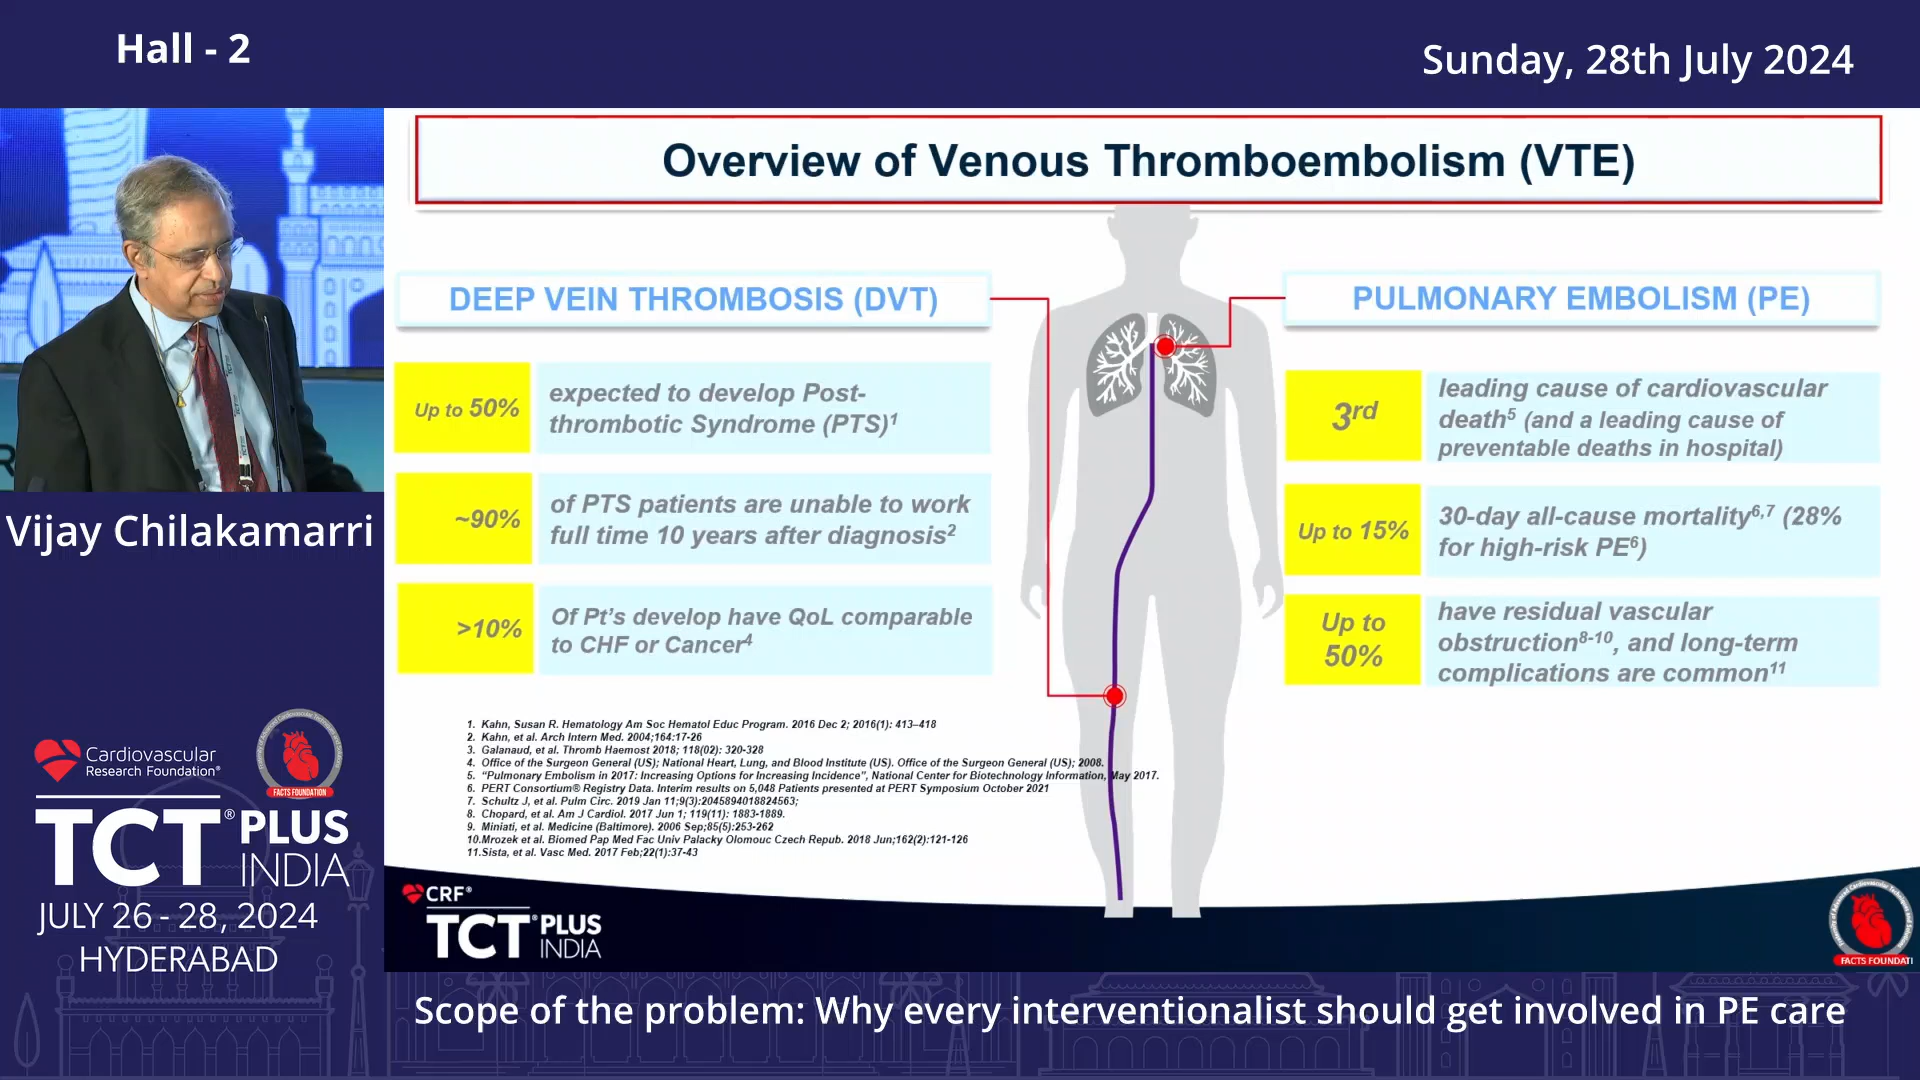 Hall - 2
Sunday, 28th July 2024
Overview of Venous Thromboembolism (VTE)
DEEP VEIN THROMBOSIS (DVT)
Up to 50%
expected to develop Post-
thrombotic Syndrome (PTS)1
~90%
of PTS patients are unable to work
full time 10 years after diagnosis2
>10%
Of Pt's develop have QoL comparable
to CHF or Cancer4
PULMONARY EMBOLISM (PE)
3rd
leading cause of cardiovascular
death5 (and a leading cause of
preventable deaths in hospital)
Up to 15%
30-day all-cause mortality6,7 (28%
for high-risk PE6)
Up to
50%
have residual vascular
obstruction8-10, and long-term
complications are common11
1. Kahn, Susan R. Hematology Am Soc Hematol Educ Program. 2016 Dec 2; 2016(1): 413–418
2. Kahn, et al. Arch Intern Med. 2004;164:17-26
3. Galanaud, et al. Thromb Haemost 2018; 118(02): 320-328
4. Office of the Surgeon General (US); National Heart, Lung, and Blood Institute (US). Office of the Surgeon General (US); 2008.
5. "Pulmonary Embolism in 2017: Increasing Options for Increasing Incidence", National Center for Biotechnology Information, May 2017.
6. PERT Consortium® Registry Data. Interim results on 5,048 Patients presented at PERT Symposium October 2021
7. Schultz J, et al. Pulm Circ. 2019 Jan 11;9(3):2045894018824563;
8. Chopard, et al. Am J Cardiol. 2017 Jun 1; 119(11): 1883-1889.
9. Miniati, et al. Medicine (Baltimore). 2006 Sep;85(5):253-262
10.Mrozek et al. Biomed Pap Med Fac Univ Palacky Olomouc Czech Repub. 2018 Jun;162(2):121-126
11.Sista, et al. Vasc Med. 2017 Feb;22(1):37-43
CRF®
TCT® PLUS
INDIA
FACTS FOUNDATI
Vijay Chilakamarri
Cardiovascular
Research Foundation®
FACTS FOUNDATION
TCT® PLUS
INDIA
JULY 26 - 28, 2024
HYDERABAD
Scope of the problem: Why every interventionalist should get involved in PE care